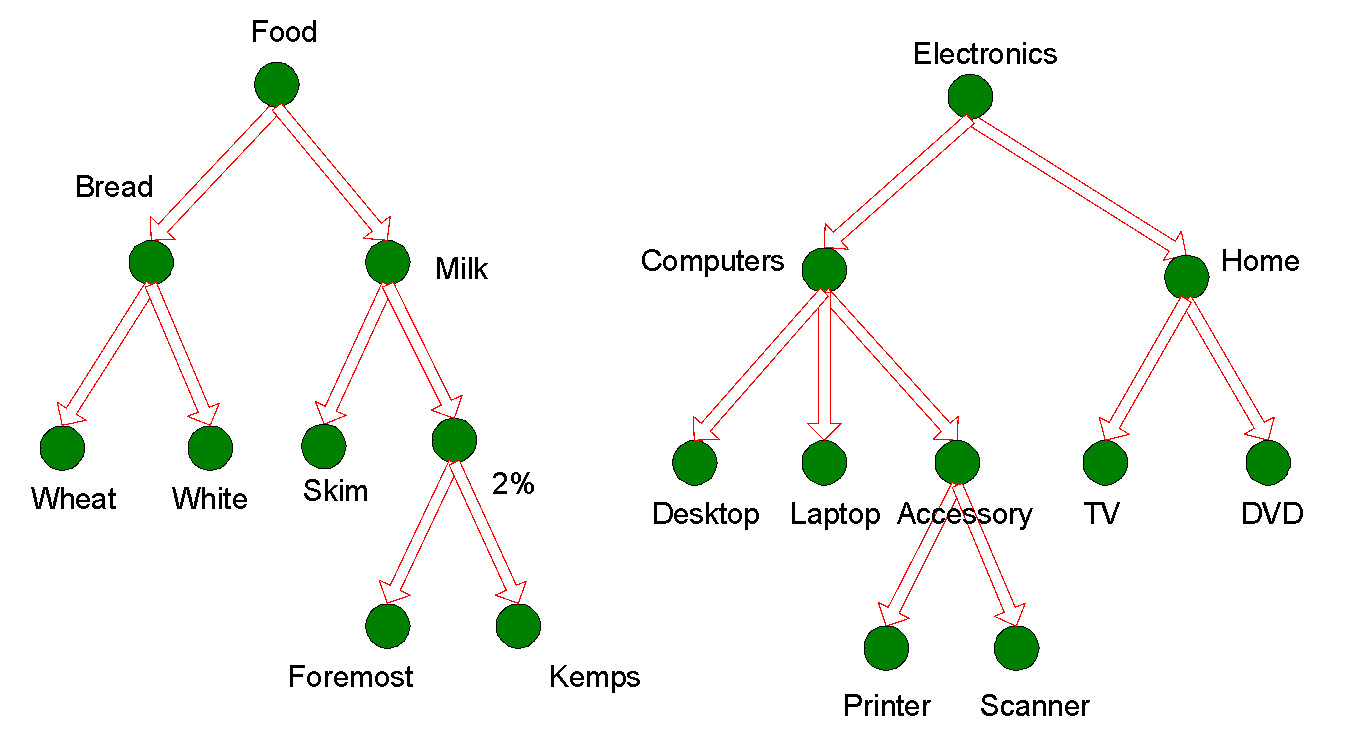 Food
Electronics
Bread
Milk
Computers
Home
Wheat
White
Skim
2%
Desktop
Laptop
Accessory
TV
DVD
Foremost
Kemps
Printer
Scanner